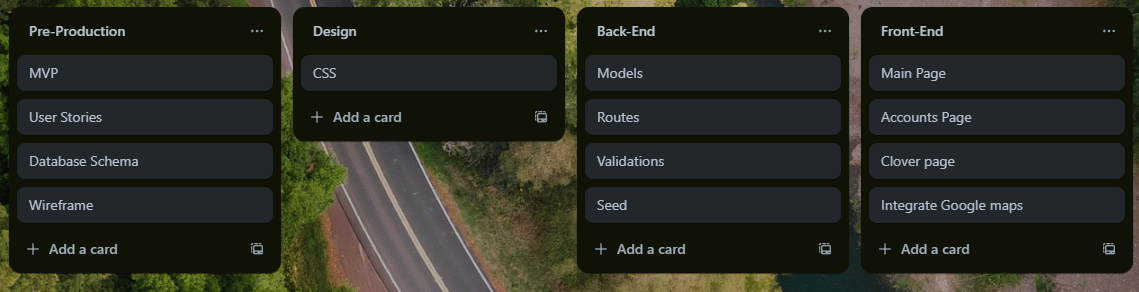 Pre-Production
MVP
User Stories
Database Schema
Wireframe
Add a card
Design
CSS
Add a card
Back-End
Models
Routes
Validations
Seed
Add a card
Front-End
Main Page
Accounts Page
Clover page
Integrate Google maps
Add a card